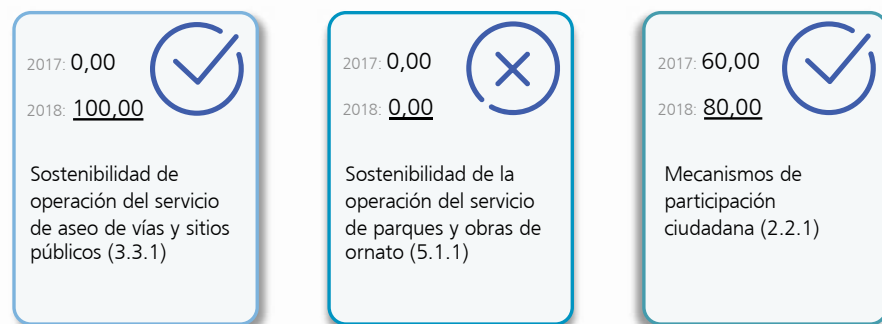 2017: 0,00
2018: 100,00
Sostenibilidad de
operación del servicio
de aseo de vías y sitios
públicos (3.3.1)
2017: 0,00
2018: 0,00
Sostenibilidad de la
operación del servicio
de parques y obras de
ornato (5.1.1)
2017: 60,00
2018: 80,00
Mecanismos de
participación
ciudadana (2.2.1)